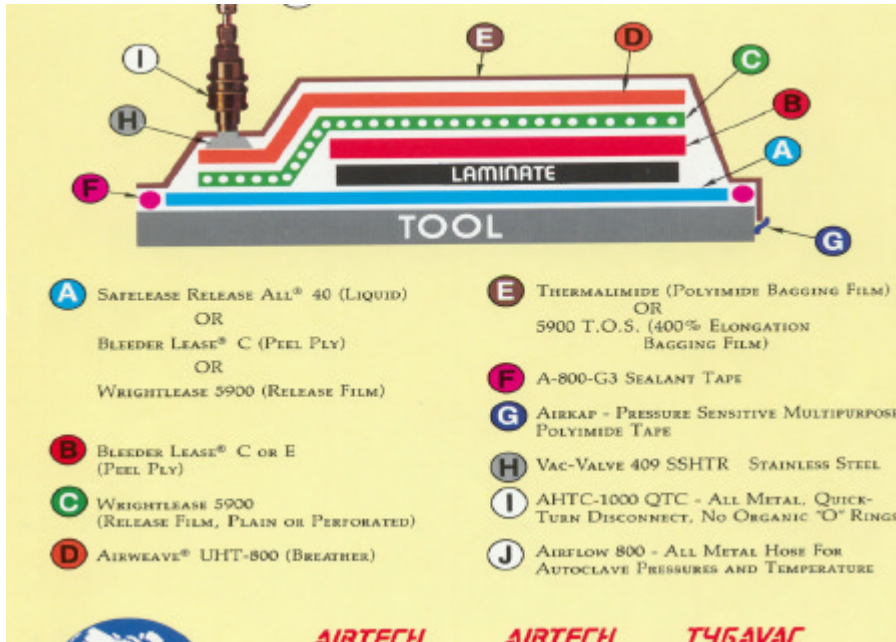 E
D
C
I
B
H
A
LAMINATE
F
TOOL
G
A SAFELEASE RELEASE ALL® 40 (LIQUID)
OR
BLEEDER LEASE® C (PEEL PLY)
OR
WRIGHTLEASE 5900 (RELEASE FILM)
B BLEEDER LEASE® C OR E
(PEEL PLY)
C WRIGHTLEASE 5900
(RELEASE FILM, PLAIN OR PERFORATED)
D AIRWEAVE® UHT-800 (BREATHER)
E THERMALIMIDE (POLYIMIDE BAGGING FILM)
OR
5900 T.O.S. (400% ELONGATION
BAGGING FILM)
F A-800-G3 SEALANT TAPE
G AIRKAP - PRESSURE SENSITIVE MULTIPURPOSE
POLYIMIDE TAPE
H VAC-VALVE 409 SSHTR STAINLESS STEEL
I AHTC-1000 QTC - ALL METAL, QUICK-
TURN DISCONNECT, NO ORGANIC "O" RINGS
J AIRFLOW 800 - ALL METAL HOSE FOR
AUTOCLAVE PRESSURES AND TEMPERATURE
AIRTECH AIRTECH TYGAVAC